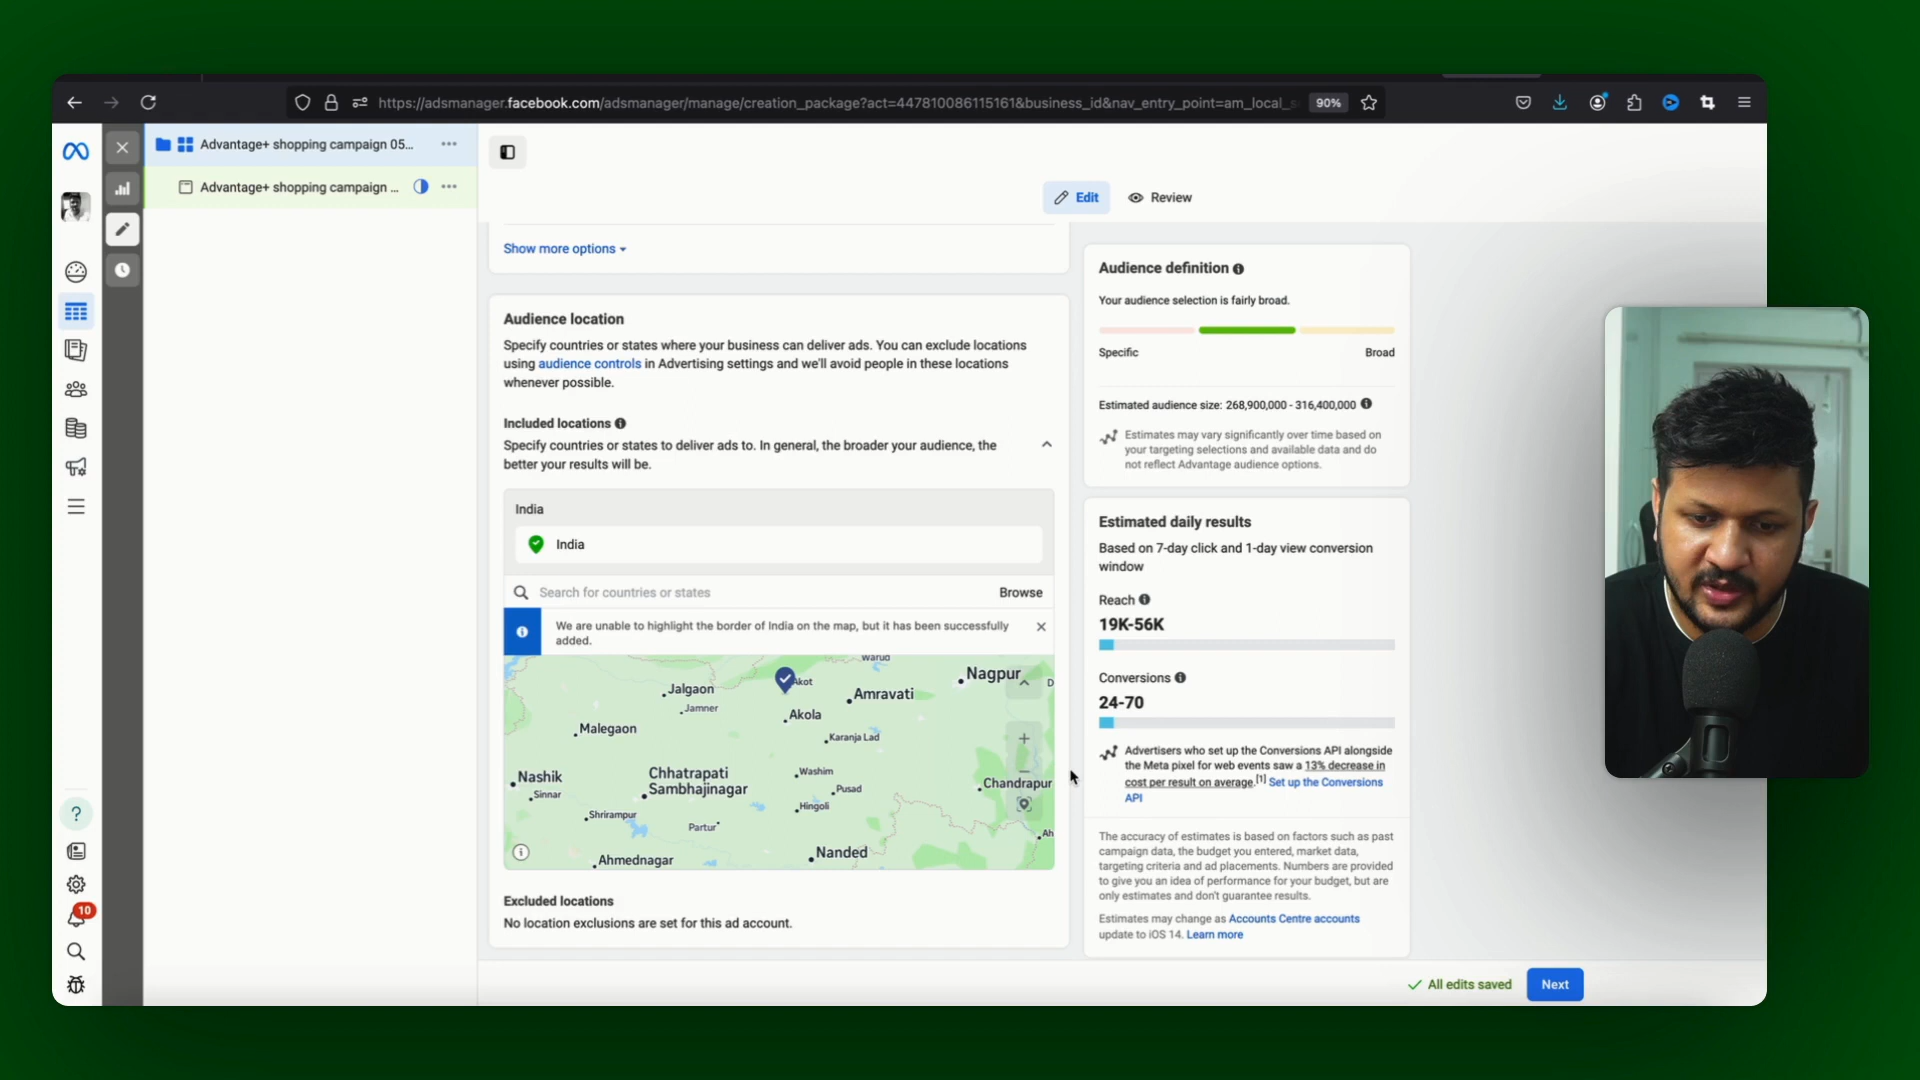 https://adsmanager.facebook.com/adsmanager/manage/creation_package?act=447810086115161&business_id&nav_entry_point=am_local_s
90%
Advantage+ shopping campaign 05...
Advantage+ shopping campaign ...
Edit
Review
Show more options
Audience location
Specify countries or states where your business can deliver ads. You can exclude locations
using audience controls in Advertising settings and we'll avoid people in these locations
whenever possible.
Included locations
Specify countries or states to deliver ads to. In general, the broader your audience, the
better your results will be.
India
India
Search for countries or states
Browse
We are unable to highlight the border of India on the map, but it has been successfully
added.
Warud
Nagpur
D
Akot
Jalgaon
Amravati
Jamner
Akola
Malegaon
Karanja Lad
Chhatrapati
Sambhajinagar
Washim
Nashik
Chandrapur
Pusad
Sinnar
Hingoli
Shrirampur
Partur
Ah
Nanded
Ahmednagar
Excluded locations
No location exclusions are set for this ad account.
Audience definition
Your audience selection is fairly broad.
Specific
Broad
Estimated audience size: 268,900,000 - 316,400,000
Estimates may vary significantly over time based on
your targeting selections and available data and do
not reflect Advantage audience options.
Estimated daily results
Based on 7-day click and 1-day view conversion
window
Reach
19K-56K
Conversions
24-70
Advertisers who set up the Conversions API alongside
the Meta pixel for web events saw a 13% decrease in
cost per result on average.[1] Set up the Conversions
API
The accuracy of estimates is based on factors such as past
campaign data, the budget you entered, market data,
targeting criteria and ad placements. Numbers are provided
to give you an idea of performance for your budget, but are
only estimates and don't guarantee results.
Estimates may change as Accounts Centre accounts
update to iOS 14. Learn more
10
All edits saved
Next